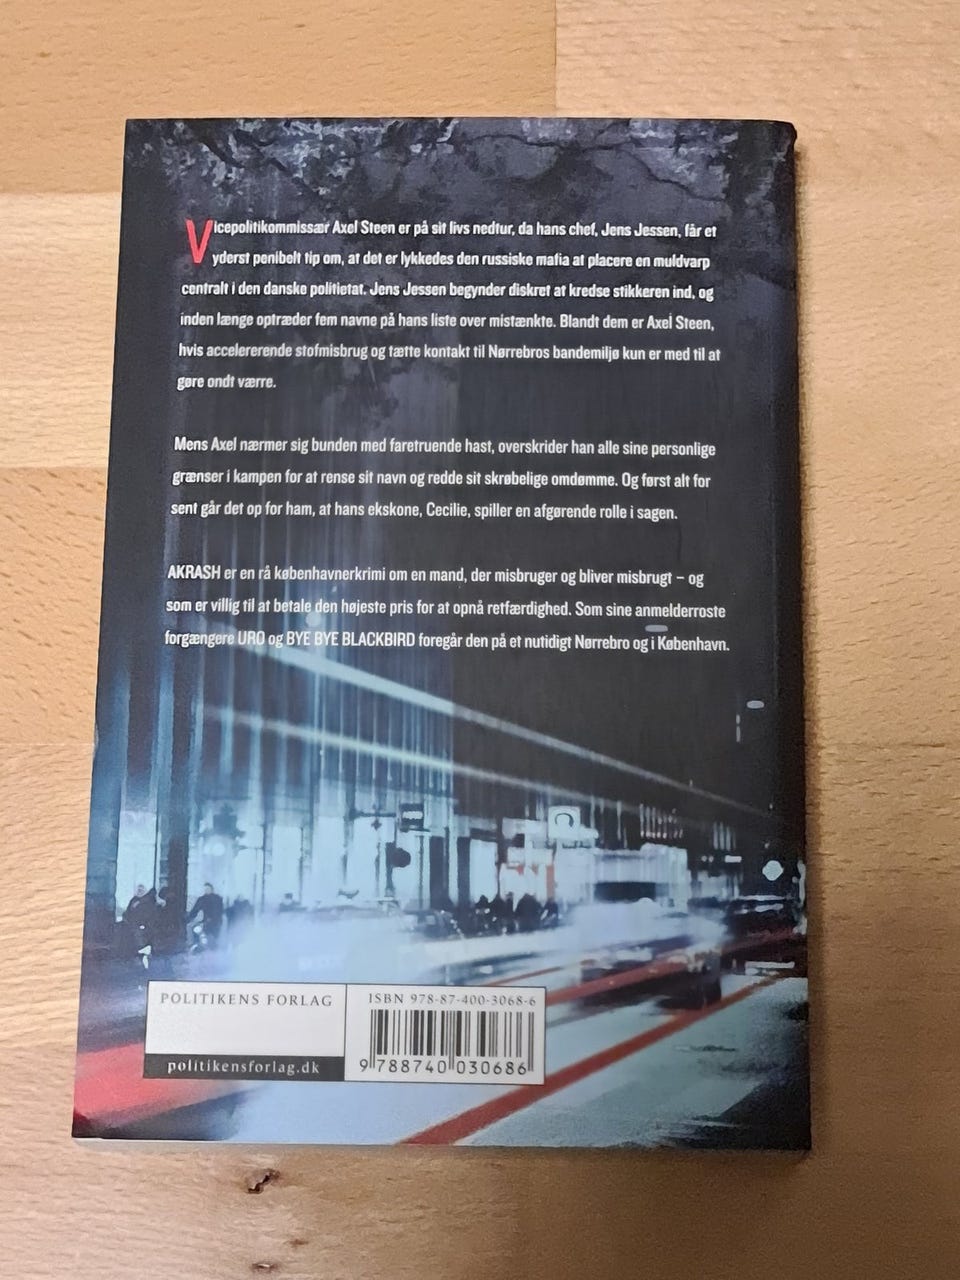 Vicepolitikommissær Axel Steen er på sit livs nedtur, da hans chef, Jens Jessen, får et
yderst penibelt tip om, at det er lykkedes den russiske mafia at placere en muldvarp
centralt i den danske politietat. Jens Jessen begynder diskret at kredse stikkeren ind, og
inden længe optræder fem navne på hans liste over mistænkte. Blandt dem er Axel Steen,
hvis accelererende stofmisbrug og tætte kontakt til Nørrebros bandemiljø kun er med til at
gøre ondt værre.
Mens Axel nærmer sig bunden med faretruende hast, overskrider han alle sine personlige
grænser i kampen for at rense sit navn og redde sit skrøbelige omdømme. Og først alt for
sent går det op for ham, at hans ekskone, Cecilie, spiller en afgørende rolle i sagen.
AKRASH er en rå københavnerkrimi om en mand, der misbruger og bliver misbrugt – og
som er villig til at betale den højeste pris for at opnå retfærdighed. Som sine anmelderroste
forgængere URO og BYE BYE BLACKBIRD foregår den på et nutidigt Nørrebro og i København.
POLITIKENS FORLAG
politikensforlag.dk
ISBN 978-87-400-3068-6
9 788740 030686